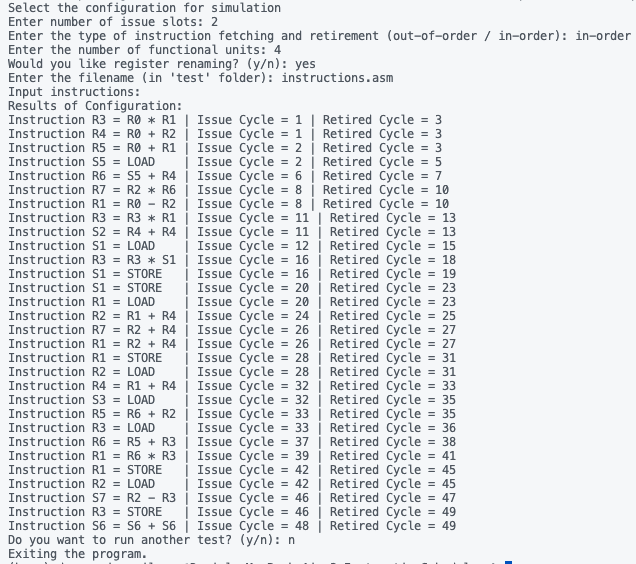 Select the configuration for simulation
Enter number of issue slots: 2
Enter the type of instruction fetching and retirement (out-of-order / in-order): in-order
Enter the number of functional units: 4
Would you like register renaming? (y/n): yes
Enter the filename (in 'test' folder): instructions.asm
Input instructions:
Results of Configuration:
Instruction R3 = R0 * R1 | Issue Cycle = 1 | Retired Cycle = 3
Instruction R4 = R0 + R2 | Issue Cycle = 1 | Retired Cycle = 3
Instruction R5 = R0 + R1 | Issue Cycle = 2 | Retired Cycle = 3
Instruction S5 = LOAD    | Issue Cycle = 2 | Retired Cycle = 5
Instruction R6 = S5 + R4 | Issue Cycle = 6 | Retired Cycle = 7
Instruction R7 = R2 * R6 | Issue Cycle = 8 | Retired Cycle = 10
Instruction R1 = R0 - R2 | Issue Cycle = 8 | Retired Cycle = 10
Instruction R3 = R3 * R1 | Issue Cycle = 11 | Retired Cycle = 13
Instruction S2 = R4 + R4 | Issue Cycle = 11 | Retired Cycle = 13
Instruction S1 = LOAD    | Issue Cycle = 12 | Retired Cycle = 15
Instruction R3 = R3 * S1 | Issue Cycle = 16 | Retired Cycle = 18
Instruction S1 = STORE   | Issue Cycle = 16 | Retired Cycle = 19
Instruction S1 = STORE   | Issue Cycle = 20 | Retired Cycle = 23
Instruction R1 = LOAD    | Issue Cycle = 20 | Retired Cycle = 23
Instruction R2 = R1 + R4 | Issue Cycle = 24 | Retired Cycle = 25
Instruction R7 = R2 + R4 | Issue Cycle = 26 | Retired Cycle = 27
Instruction R1 = R2 + R4 | Issue Cycle = 26 | Retired Cycle = 27
Instruction R1 = STORE   | Issue Cycle = 28 | Retired Cycle = 31
Instruction R2 = LOAD    | Issue Cycle = 28 | Retired Cycle = 31
Instruction R4 = R1 + R4 | Issue Cycle = 32 | Retired Cycle = 33
Instruction S3 = LOAD    | Issue Cycle = 32 | Retired Cycle = 35
Instruction R5 = R6 + R2 | Issue Cycle = 33 | Retired Cycle = 35
Instruction R3 = LOAD    | Issue Cycle = 33 | Retired Cycle = 36
Instruction R6 = R5 + R3 | Issue Cycle = 37 | Retired Cycle = 38
Instruction R1 = R6 * R3 | Issue Cycle = 39 | Retired Cycle = 41
Instruction R1 = STORE   | Issue Cycle = 42 | Retired Cycle = 45
Instruction R2 = LOAD    | Issue Cycle = 42 | Retired Cycle = 45
Instruction S7 = R2 - R3 | Issue Cycle = 46 | Retired Cycle = 47
Instruction R3 = STORE   | Issue Cycle = 46 | Retired Cycle = 49
Instruction S6 = S6 + S6 | Issue Cycle = 48 | Retired Cycle = 49
Do you want to run another test? (y/n): n
Exiting the program.